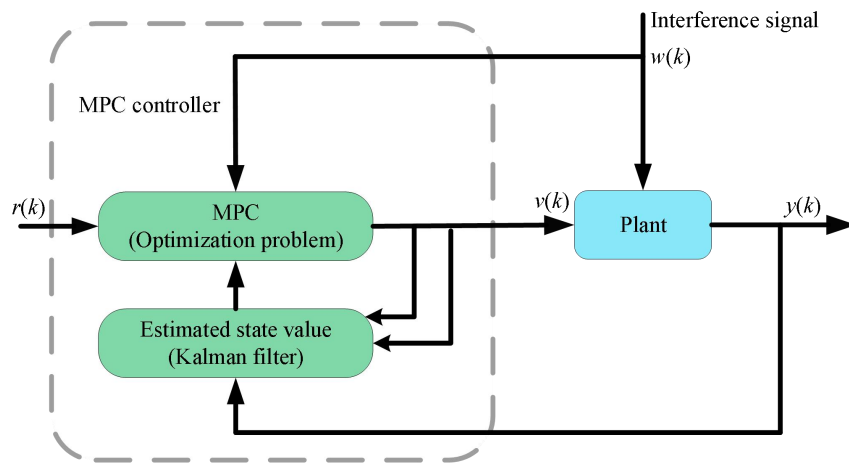 Interference signal
w(k)
MPC controller
r(k)
MPC
(Optimization problem)
v(k)
Plant
y(k)
Estimated state value
(Kalman filter)